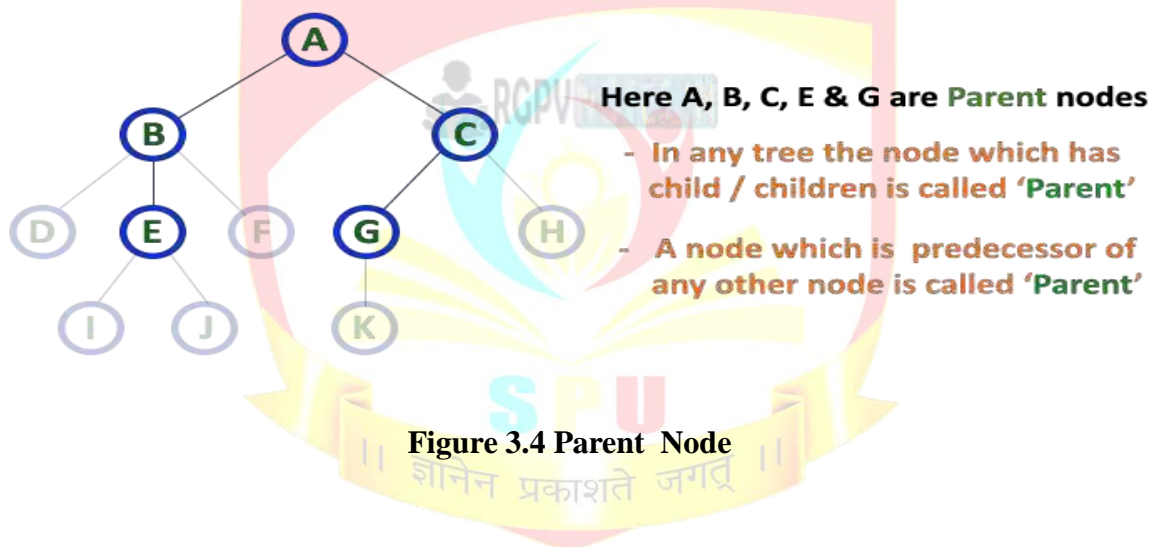 A
RGPV
Here A, B, C, E & G are Parent nodes
B
C
- In any tree the node which has
child / children is called ‘Parent’
D
E
F
G
H
- A node which is predecessor of
any other node is called ‘Parent’
I
J
K
SPU
Figure 3.4 Parent Node
|| ज्ञानेन प्रकाशते जगत् ||